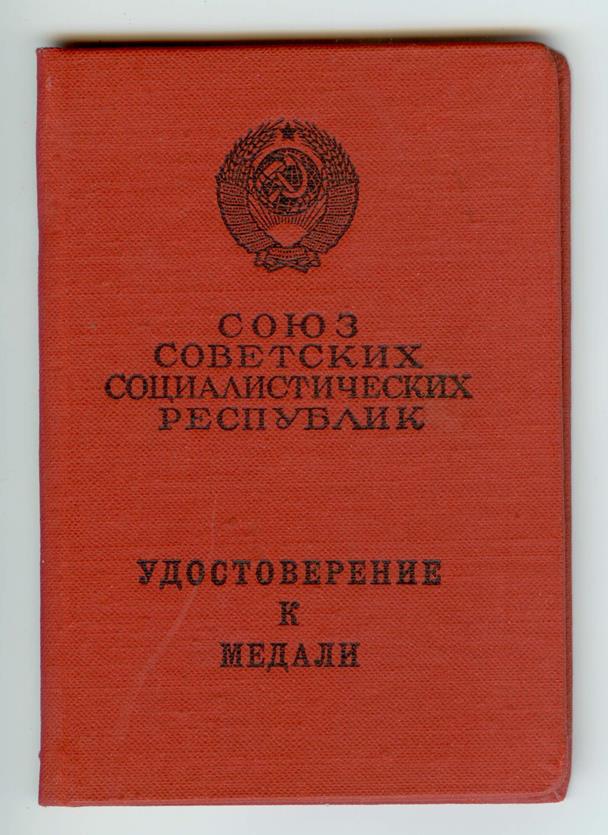 СОЮЗ
СОВЕТСКИХ
СОЦИАЛИСТИЧЕСКИХ
РЕСПУБЛИК
УДОСТОВЕРЕНИЕ
К
МЕДАЛИ